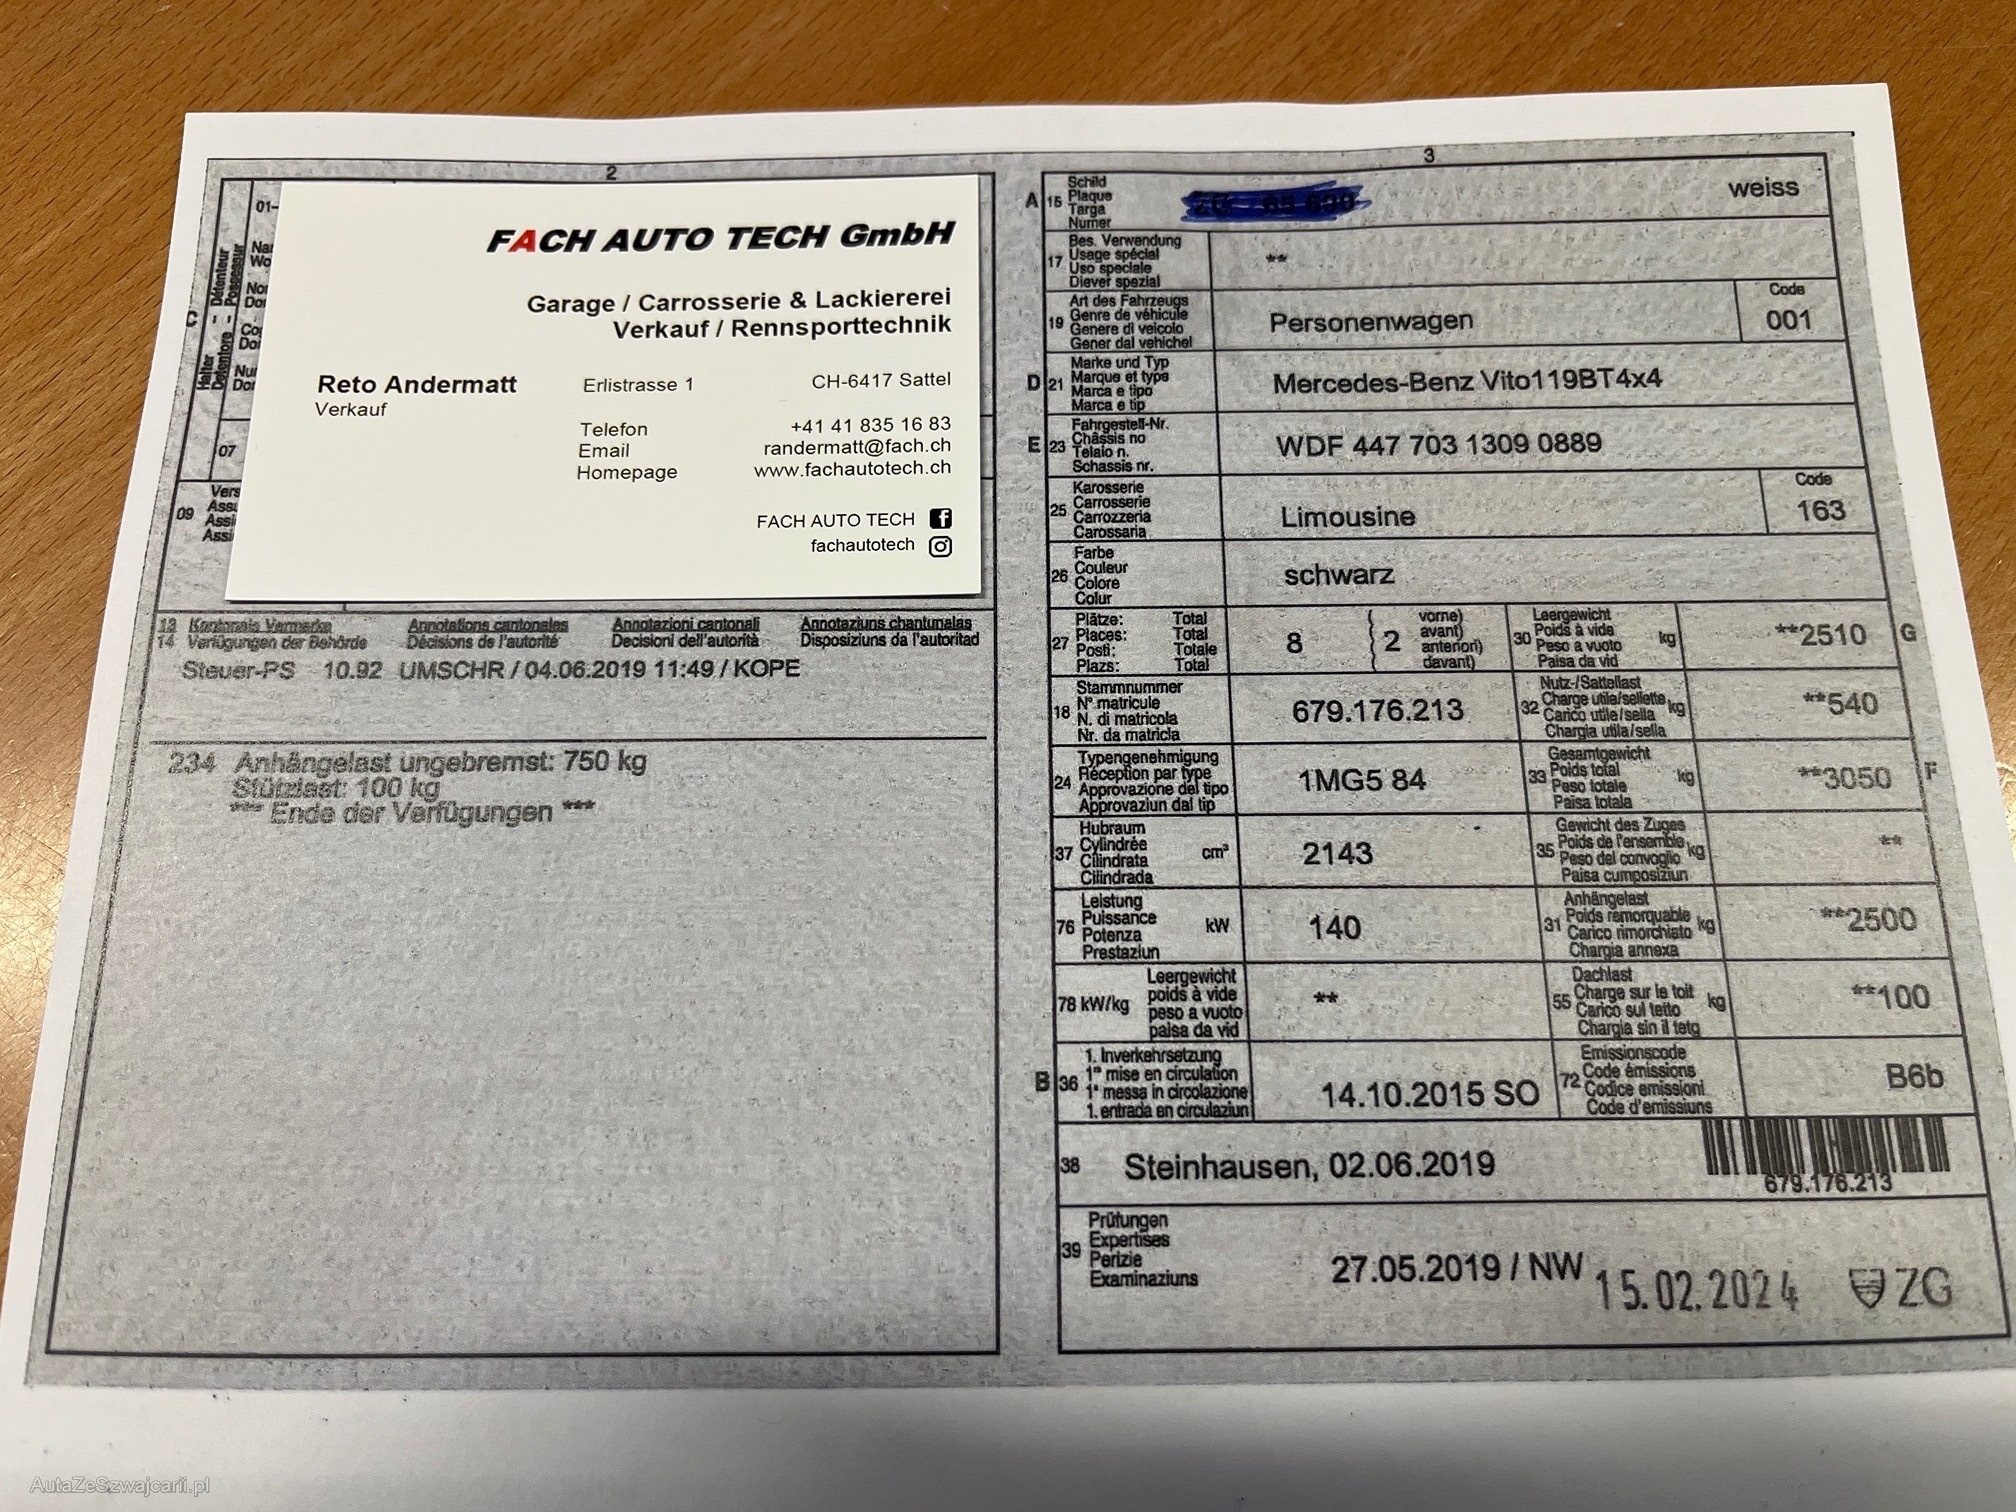 2
FACH AUTO TECH GmbH
Garage / Carrosserie & Lackiererei
Verkauf / Rennsporttechnik
Reto Andermatt
Verkauf
Erlistrasse 1
CH-6417 Sattel
Telefon +41 41 835 16 83
Email randermatt@fach.ch
Homepage www.fachautotech.ch
FACH AUTO TECH
fachautotech
01-
C
Halter Détenteur
Detentore Possessur
07
09
13 Kantonale Vermerke Annotations cantonales Annotazioni cantonali Annotaziuns chantunalas
14 Verfügungen der Behörde Décisions de l'autorité Decisioni dell'autorità Disposiziuns da l'autoritad
Steuer-PS 10.92 UMSCHR / 04.06.2019 11:49 / KOPE
234 Anhängelast ungebremst: 750 kg
Stützlast: 100 kg
*** Ende der Verfügungen ***
3
A 15 Schild
Plaque
Targa
Numer
weiss
17 Bes. Verwendung
Usage spécial
Uso speciale
Diever spezial
**
19 Art des Fahrzeugs
Genre de véhicule
Genere di veicolo
Gener dal vehichel
Personenwagen
Code
001
D 21 Marke und Typ
Marque et type
Marca e tipo
Marca e tip
Mercedes-Benz Vito119BT4x4
E 23 Fahrgestell-Nr.
Châssis no
Telaio n.
Schassis nr.
WDF 447 703 1309 0889
25 Karosserie
Carrosserie
Carrozzeria
Carossaria
Limousine
Code
163
26 Farbe
Couleur
Colore
Colur
schwarz
27 Plätze: Total
Places: Total
Posti: Totale
Plazs: Total
8
2
vorne)
avant)
anteriori)
davant)
30 Leergewicht
Poids à vide
Peso a vuoto
Paisa da vid
kg
**2510
G
18 Stammnummer
N° matricule
N. di matricola
Nr. da matricla
679.176.213
32 Nutz-/Sattellast
Charge utile/sellette
Carico utile/sella
Chargia utila/sella
kg
**540
24 Typengenehmigung
Réception par type
Approvazione del tipo
Approvaziun dal tip
1MG5 84
33 Gesamtgewicht
Poids total
Peso totale
Paisa totala
kg
**3050
F
37 Hubraum
Cylindrée
Cilindrata
Cilindrada
cm³
2143
35 Gewicht des Zuges
Poids de l'ensemble
Peso del convoglio
Paisa cumposiziun
kg
**
76 Leistung
Puissance
Potenza
Prestaziun
kW
140
31 Anhängelast
Poids remorquable
Carico rimorchiato
Chargia annexa
kg
**2500
78 kW/kg
Leergewicht
poids à vide
peso a vuoto
paisa da vid
**
55 Dachlast
Charge sur le toit
Carico sul tetto
Chargia sin il tetg
kg
**100
B 36 1. Inverkehrsetzung
1re mise en circulation
1a messa in circolazione
1. entrada en circulaziun
14.10.2015 SO
72 Emissionscode
Code émissions
Codice emissioni
Code d'emissiuns
B6b
38 Steinhausen, 02.06.2019
679.176.213
39 Prüfungen
Expertises
Perizie
Examinaziuns
27.05.2019 / NW
15.02.2024
ZG
AutaZeSzwajcarii.pl